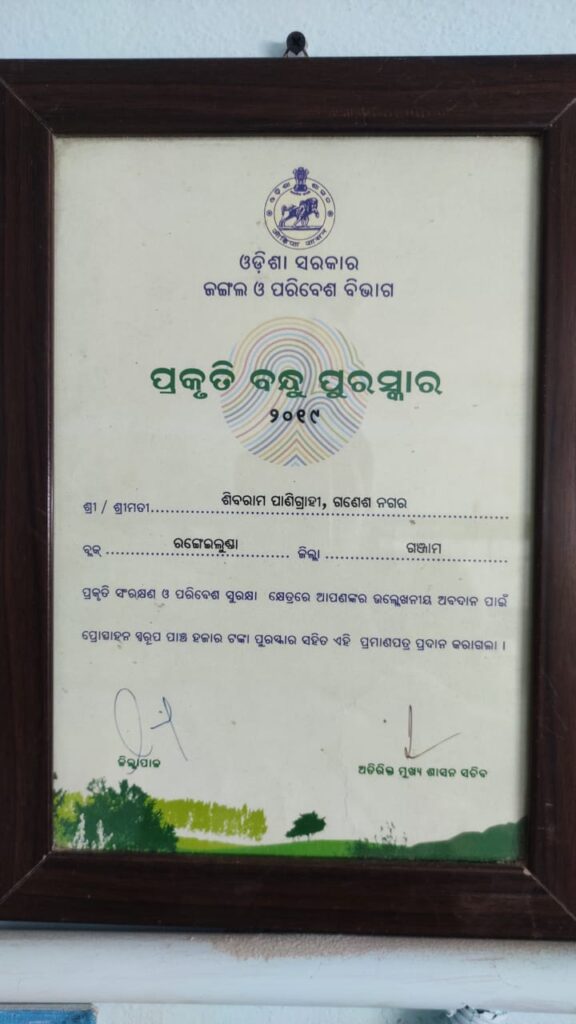 ଓଡ଼ିଶା ସରକାର
ଜଙ୍ଗଲ ଓ ପରିବେଶ ବିଭାଗ
ପ୍ରକୃତି ବନ୍ଧୁ ପୁରସ୍କାର
୨୦୧୯
ଶ୍ରୀ / ଶ୍ରୀମତୀ ଶିବରାମ ପାଣିଗ୍ରାହୀ, ଗଣେଶ ନଗର
ବ୍ଲକ୍ ରଙ୍ଗେଇଲୁଣ୍ଡା ଜିଲ୍ଲା ଗଞ୍ଜାମ
ପ୍ରକୃତି ସଂରକ୍ଷଣ ଓ ପରିବେଶ ସୁରକ୍ଷା କ୍ଷେତ୍ରରେ ଆପଣଙ୍କର ଉଲ୍ଲେଖନୀୟ ଅବଦାନ ପାଇଁ
ପ୍ରୋତ୍ସାହନ ସ୍ୱରୂପ ପାଞ୍ଚ ହଜାର ଟଙ୍କା ପୁରସ୍କାର ସହିତ ଏହି ପ୍ରମାଣପତ୍ର ପ୍ରଦାନ କରାଗଲା ।
ଜିଲ୍ଲାପାଳ
ଅତିରିକ୍ତ ମୁଖ୍ୟ ଶାସନ ସଚିବ